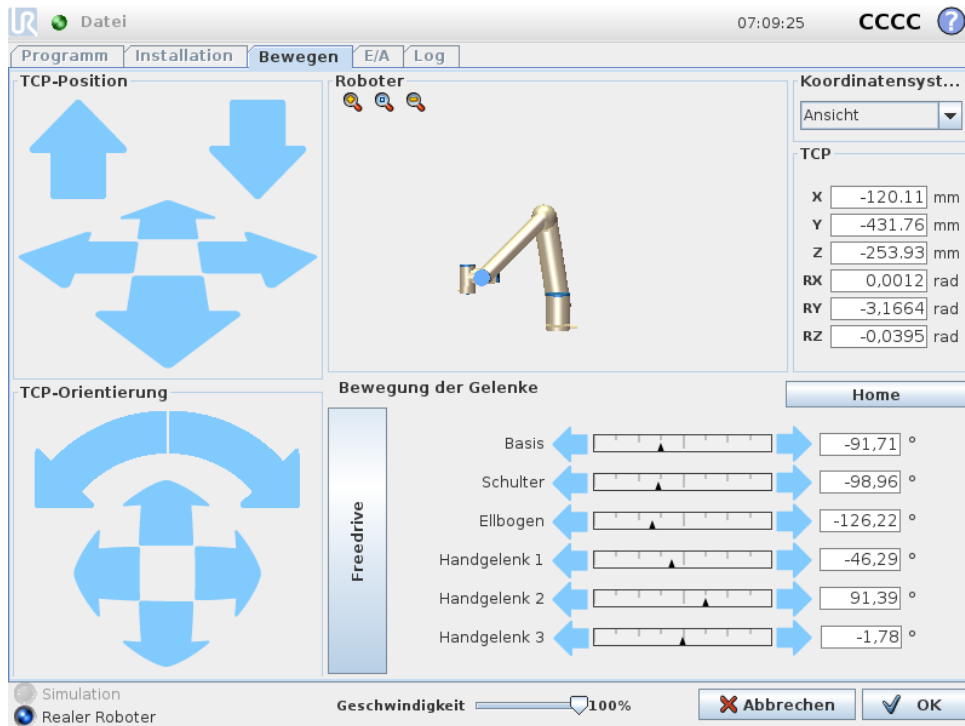 UR Datei 07:09:25 CCCC ?
Programm Installation Bewegen E/A Log
TCP-Position
Roboter
Koordinatensyst...
Ansicht
TCP
X -120.11 mm
Y -431.76 mm
Z -253.93 mm
RX 0,0012 rad
RY -3,1664 rad
RZ -0,0395 rad
TCP-Orientierung
Bewegung der Gelenke
Home
Freedrive
Basis -91,71 °
Schulter -98,96 °
Ellbogen -126,22 °
Handgelenk 1 -46,29 °
Handgelenk 2 91,39 °
Handgelenk 3 -1,78 °
Simulation
Realer Roboter
Geschwindigkeit 100%
Abbrechen
OK